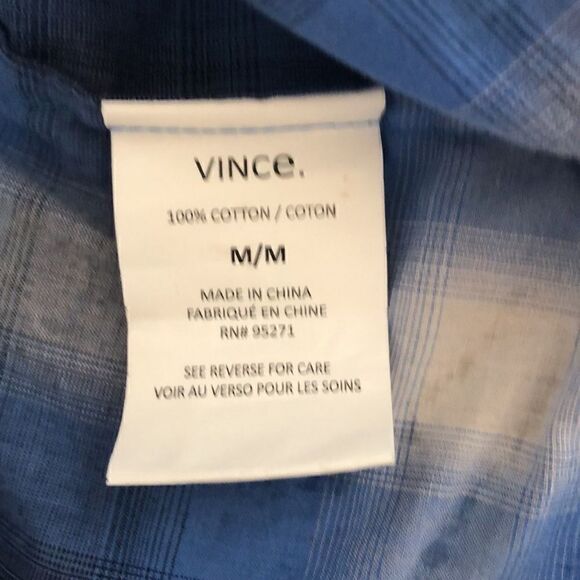 VINCe.
100% COTTON / COTON
M/M
MADE IN CHINA
FABRIQUÉ EN CHINE
RN# 95271
SEE REVERSE FOR CARE
VOIR AU VERSO POUR LES SOINS